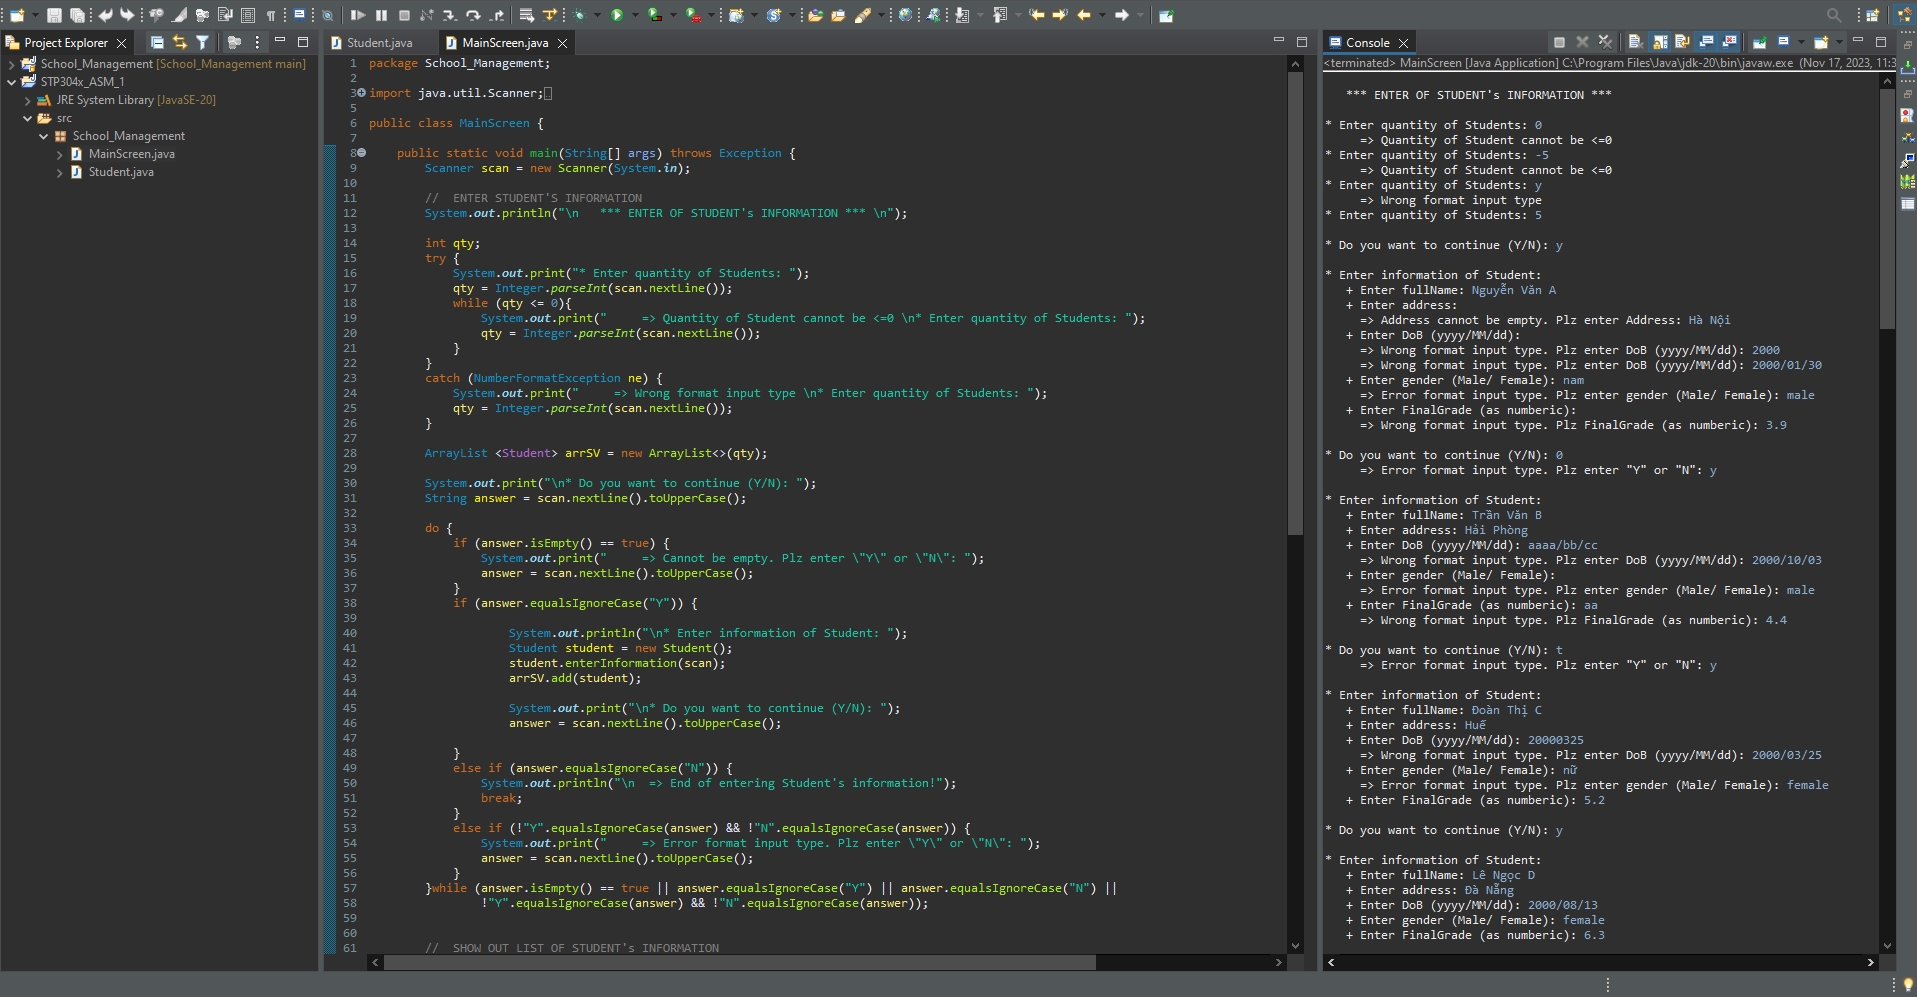 Project Explorer
School_Management [School_Management main]
STP304x_ASM_1
JRE System Library [JavaSE-20]
src
School_Management
MainScreen.java
Student.java
Student.java
MainScreen.java
1 package School_Management;
2
3 import java.util.Scanner;
5
6 public class MainScreen {
7
8 public static void main(String[] args) throws Exception {
9 Scanner scan = new Scanner(System.in);
10
11 // ENTER STUDENT'S INFORMATION
12 System.out.println("\n   *** ENTER OF STUDENT's INFORMATION *** \n");
13
14 int qty;
15 try {
16 System.out.print("* Enter quantity of Students: ");
17 qty = Integer.parseInt(scan.nextLine());
18 while (qty <= 0){
19 System.out.print("     => Quantity of Student cannot be <=0 \n* Enter quantity of Students: ");
20 qty = Integer.parseInt(scan.nextLine());
21 }
22 }
23 catch (NumberFormatException ne) {
24 System.out.print("     => Wrong format input type \n* Enter quantity of Students: ");
25 qty = Integer.parseInt(scan.nextLine());
26 }
27
28 ArrayList <Student> arrSV = new ArrayList<>(qty);
29
30 System.out.print("\n* Do you want to continue (Y/N): ");
31 String answer = scan.nextLine().toUpperCase();
32
33 do {
34 if (answer.isEmpty() == true) {
35 System.out.print("     => Cannot be empty. Plz enter \"Y\" or \"N\": ");
36 answer = scan.nextLine().toUpperCase();
37 }
38 if (answer.equalsIgnoreCase("Y")) {
39
40 System.out.println("\n* Enter information of Student: ");
41 Student student = new Student();
42 student.enterInformation(scan);
43 arrSV.add(student);
44
45 System.out.print("\n* Do you want to continue (Y/N): ");
46 answer = scan.nextLine().toUpperCase();
47
48 }
49 else if (answer.equalsIgnoreCase("N")) {
50 System.out.println("\n  => End of entering Student's information!");
51 break;
52 }
53 else if (!"Y".equalsIgnoreCase(answer) && !"N".equalsIgnoreCase(answer)) {
54 System.out.print("     => Error format input type. Plz enter \"Y\" or \"N\": ");
55 answer = scan.nextLine().toUpperCase();
56 }
57 }while (answer.isEmpty() == true || answer.equalsIgnoreCase("Y") || answer.equalsIgnoreCase("N") ||
58 !"Y".equalsIgnoreCase(answer) && !"N".equalsIgnoreCase(answer));
59
60
61 // SHOW OUT LIST OF STUDENT's INFORMATION
Console
<terminated> MainScreen [Java Application] C:\Program Files\Java\jdk-20\bin\javaw.exe (Nov 17, 2023, 11:3
*** ENTER OF STUDENT's INFORMATION ***
* Enter quantity of Students: 0
=> Quantity of Student cannot be <=0
* Enter quantity of Students: -5
=> Quantity of Student cannot be <=0
* Enter quantity of Students: y
=> Wrong format input type
* Enter quantity of Students: 5
* Do you want to continue (Y/N): y
* Enter information of Student:
+ Enter fullName: Nguyễn Văn A
+ Enter address:
=> Address cannot be empty. Plz enter Address: Hà Nội
+ Enter DoB (yyyy/MM/dd):
=> Wrong format input type. Plz enter DoB (yyyy/MM/dd): 2000
=> Wrong format input type. Plz enter DoB (yyyy/MM/dd): 2000/01/30
+ Enter gender (Male/ Female): nam
=> Error format input type. Plz enter gender (Male/ Female): male
+ Enter FinalGrade (as numberic):
=> Wrong format input type. Plz FinalGrade (as numberic): 3.9
* Do you want to continue (Y/N): 0
=> Error format input type. Plz enter "Y" or "N": y
* Enter information of Student:
+ Enter fullName: Trần Văn B
+ Enter address: Hải Phòng
+ Enter DoB (yyyy/MM/dd): aaaa/bb/cc
=> Wrong format input type. Plz enter DoB (yyyy/MM/dd): 2000/10/03
+ Enter gender (Male/ Female):
=> Error format input type. Plz enter gender (Male/ Female): male
+ Enter FinalGrade (as numberic): aa
=> Wrong format input type. Plz FinalGrade (as numberic): 4.4
* Do you want to continue (Y/N): t
=> Error format input type. Plz enter "Y" or "N": y
* Enter information of Student:
+ Enter fullName: Đoàn Thị C
+ Enter address: Huế
+ Enter DoB (yyyy/MM/dd): 20000325
=> Wrong format input type. Plz enter DoB (yyyy/MM/dd): 2000/03/25
+ Enter gender (Male/ Female): nữ
=> Error format input type. Plz enter gender (Male/ Female): female
+ Enter FinalGrade (as numberic): 5.2
* Do you want to continue (Y/N): y
* Enter information of Student:
+ Enter fullName: Lê Ngọc D
+ Enter address: Đà Nẵng
+ Enter DoB (yyyy/MM/dd): 2000/08/13
+ Enter gender (Male/ Female): female
+ Enter FinalGrade (as numberic): 6.3